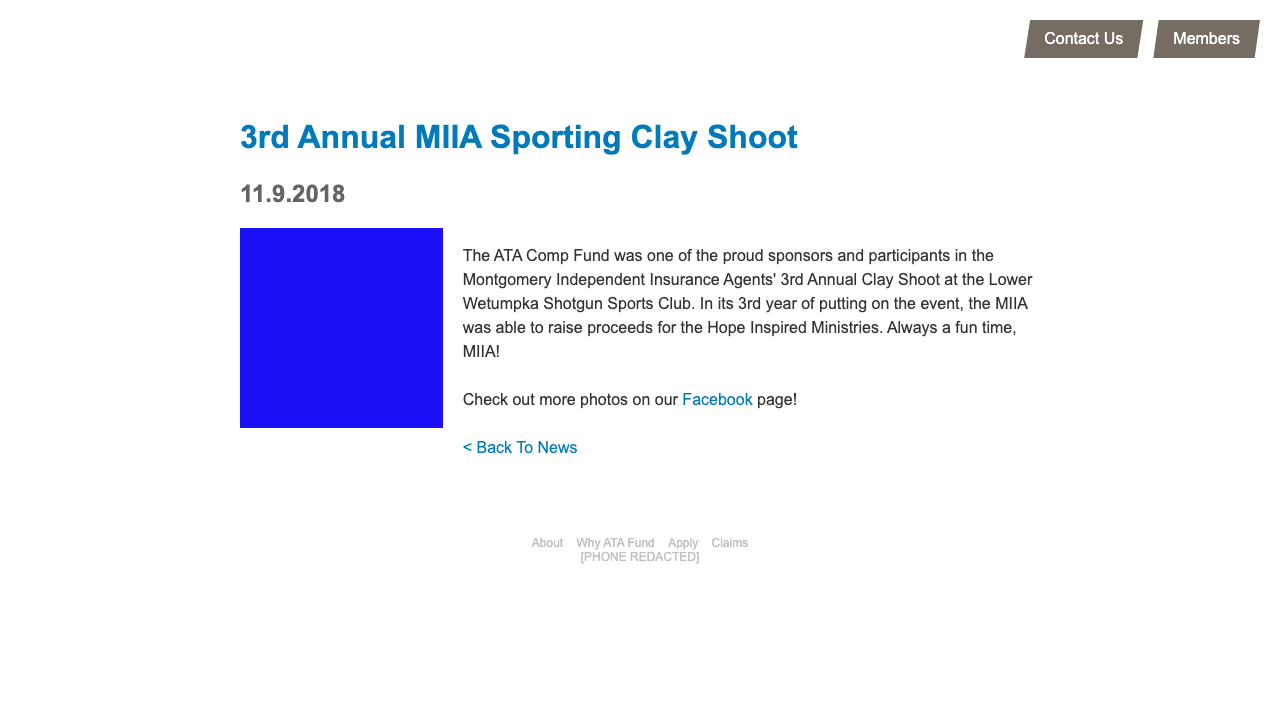 Contact Us
Members
3rd Annual MIIA Sporting Clay Shoot
11.9.2018
The ATA Comp Fund was one of the proud sponsors and participants in the
Montgomery Independent Insurance Agents' 3rd Annual Clay Shoot at the Lower
Wetumpka Shotgun Sports Club. In its 3rd year of putting on the event, the MIIA
was able to raise proceeds for the Hope Inspired Ministries. Always a fun time,
MIIA!
Check out more photos on our Facebook page!
< Back To News
About Why ATA Fund Apply Claims
[PHONE REDACTED]